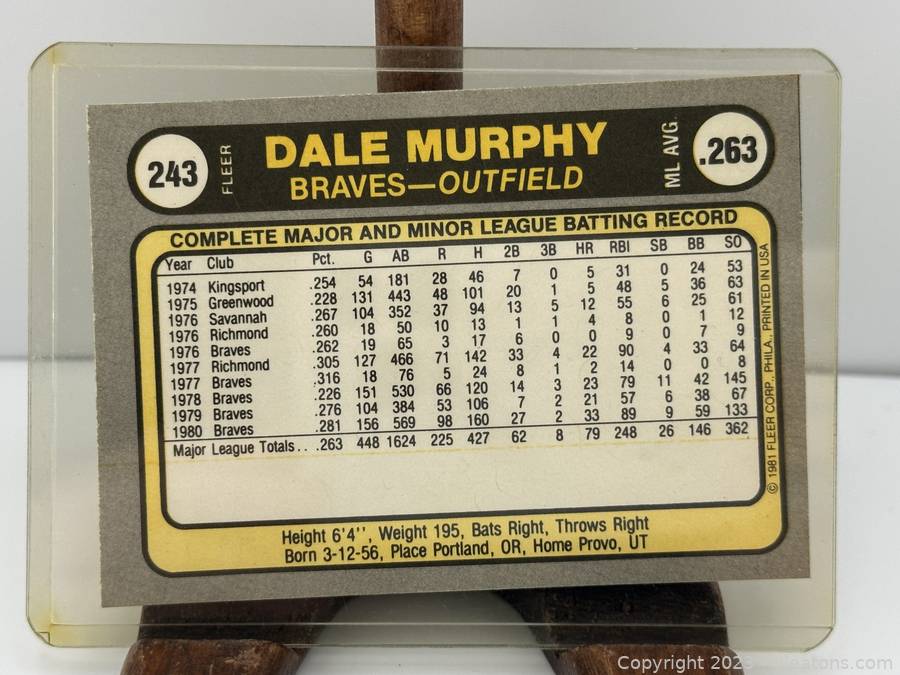 243
FLEER
DALE MURPHY
BRAVES—OUTFIELD
ML AVG.
.263
COMPLETE MAJOR AND MINOR LEAGUE BATTING RECORD
Year Club Pct. G AB R H 2B 3B HR RBI SB BB SO
1974 Kingsport .254 54 181 28 46 7 0 5 31 0 24 53
1975 Greenwood .228 131 443 48 101 20 1 5 48 5 36 63
1976 Savannah .267 104 352 37 94 13 5 12 55 6 25 61
1976 Richmond .260 18 50 10 13 1 1 4 8 0 1 12
1976 Braves .262 19 65 3 17 6 0 0 9 0 7 9
1977 Richmond .305 127 466 71 142 33 4 22 90 4 33 64
1977 Braves .316 18 76 5 24 8 1 2 14 0 0 8
1978 Braves .226 151 530 66 120 14 3 23 79 11 42 145
1979 Braves .276 104 384 53 106 7 2 21 57 6 38 67
1980 Braves .281 156 569 98 160 27 2 33 89 9 59 133
Major League Totals.. .263 448 1624 225 427 62 8 79 248 26 146 362
Height 6'4'', Weight 195, Bats Right, Throws Right
Born 3-12-56, Place Portland, OR, Home Provo, UT
© 1981 FLEER CORP., PHILA., PRINTED IN USA
Copyright